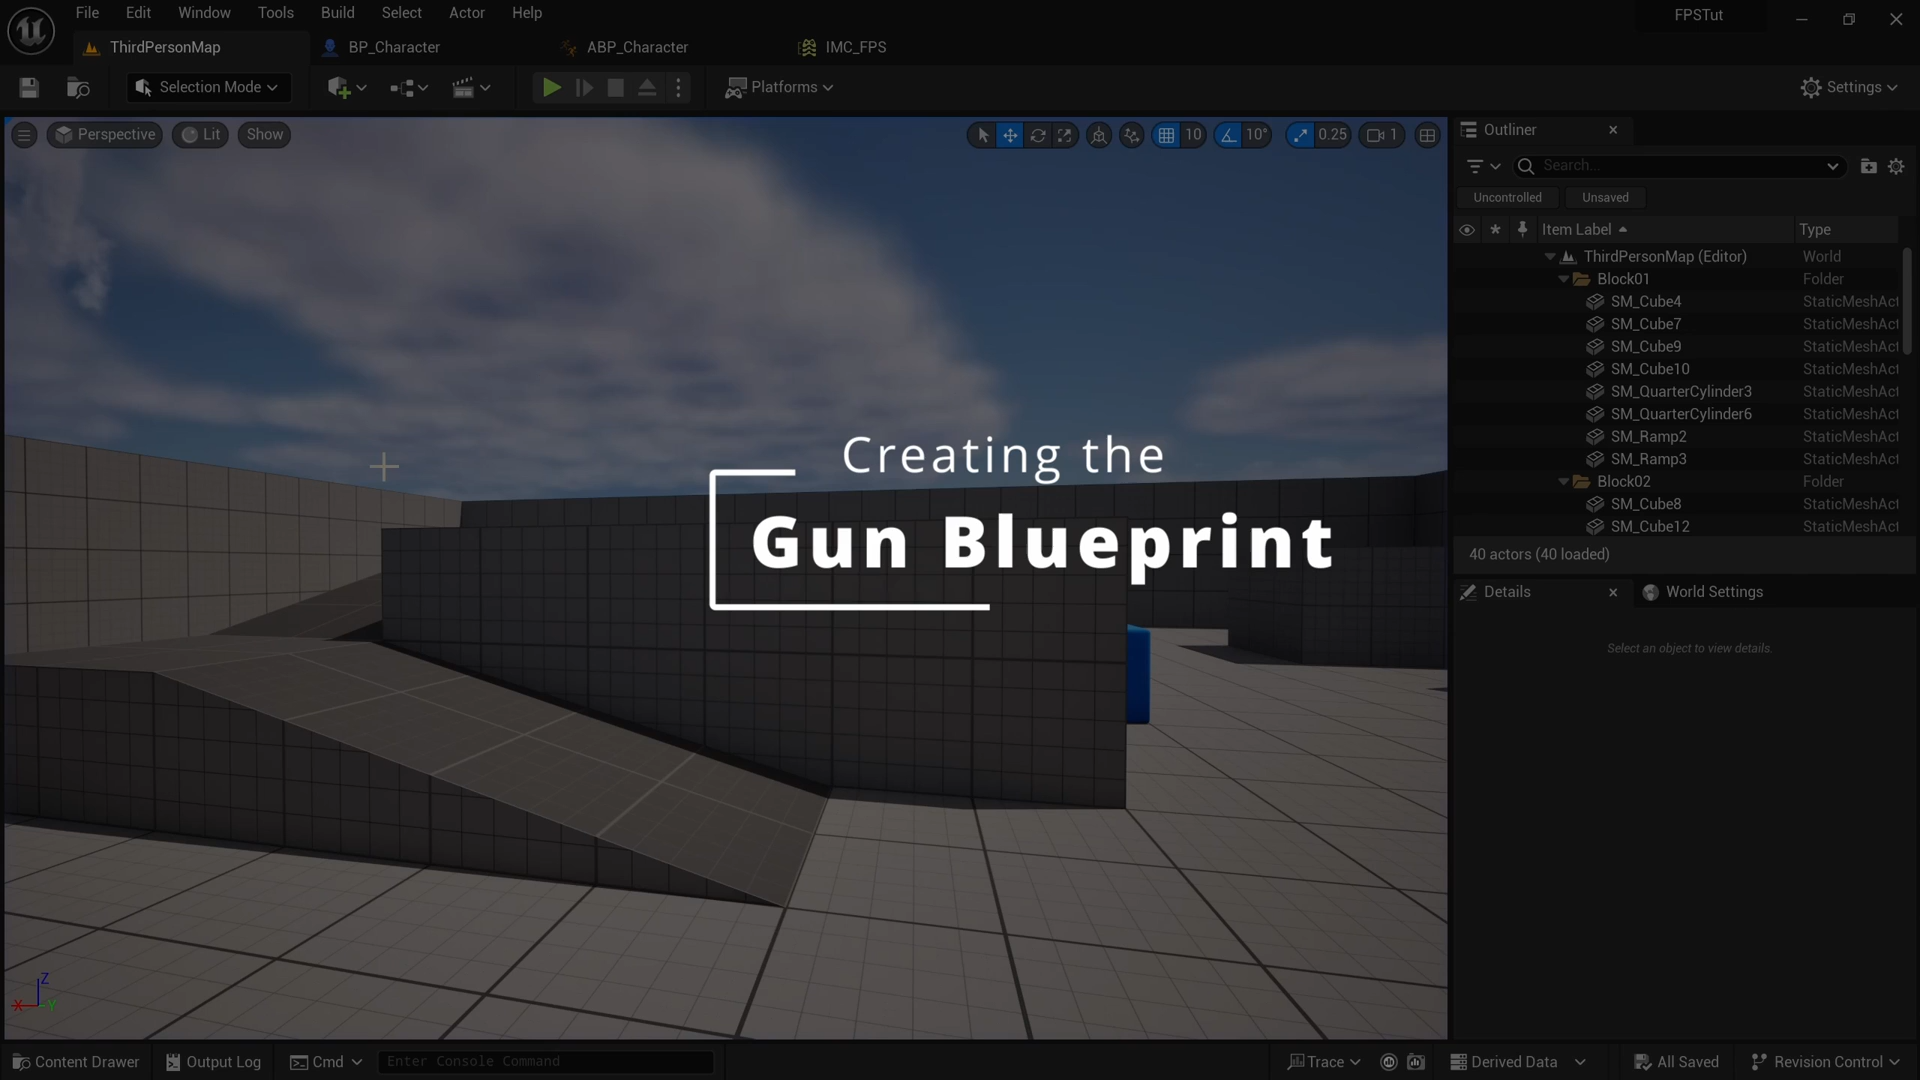 File Edit Window Tools Build Select Actor Help
FPSTut
ThirdPersonMap BP_Character ABP_Character IMC_FPS
Selection Mode Platforms Settings
Perspective Lit Show 10 10° 0.25 1
Outliner
Search...
Uncontrolled Unsaved
Item Label Type
ThirdPersonMap (Editor) World
Block01 Folder
SM_Cube4 StaticMeshAct
SM_Cube7 StaticMeshAct
SM_Cube9 StaticMeshAct
SM_Cube10 StaticMeshAct
SM_QuarterCylinder3 StaticMeshAct
SM_QuarterCylinder6 StaticMeshAct
SM_Ramp2 StaticMeshAct
SM_Ramp3 StaticMeshAct
Block02 Folder
SM_Cube8 StaticMeshAct
SM_Cube12 StaticMeshAct
40 actors (40 loaded)
Details World Settings
Select an object to view details.
Creating the
Gun Blueprint
Z
X Y
Content Drawer Output Log Cmd Enter Console Command Trace Derived Data All Saved Revision Control